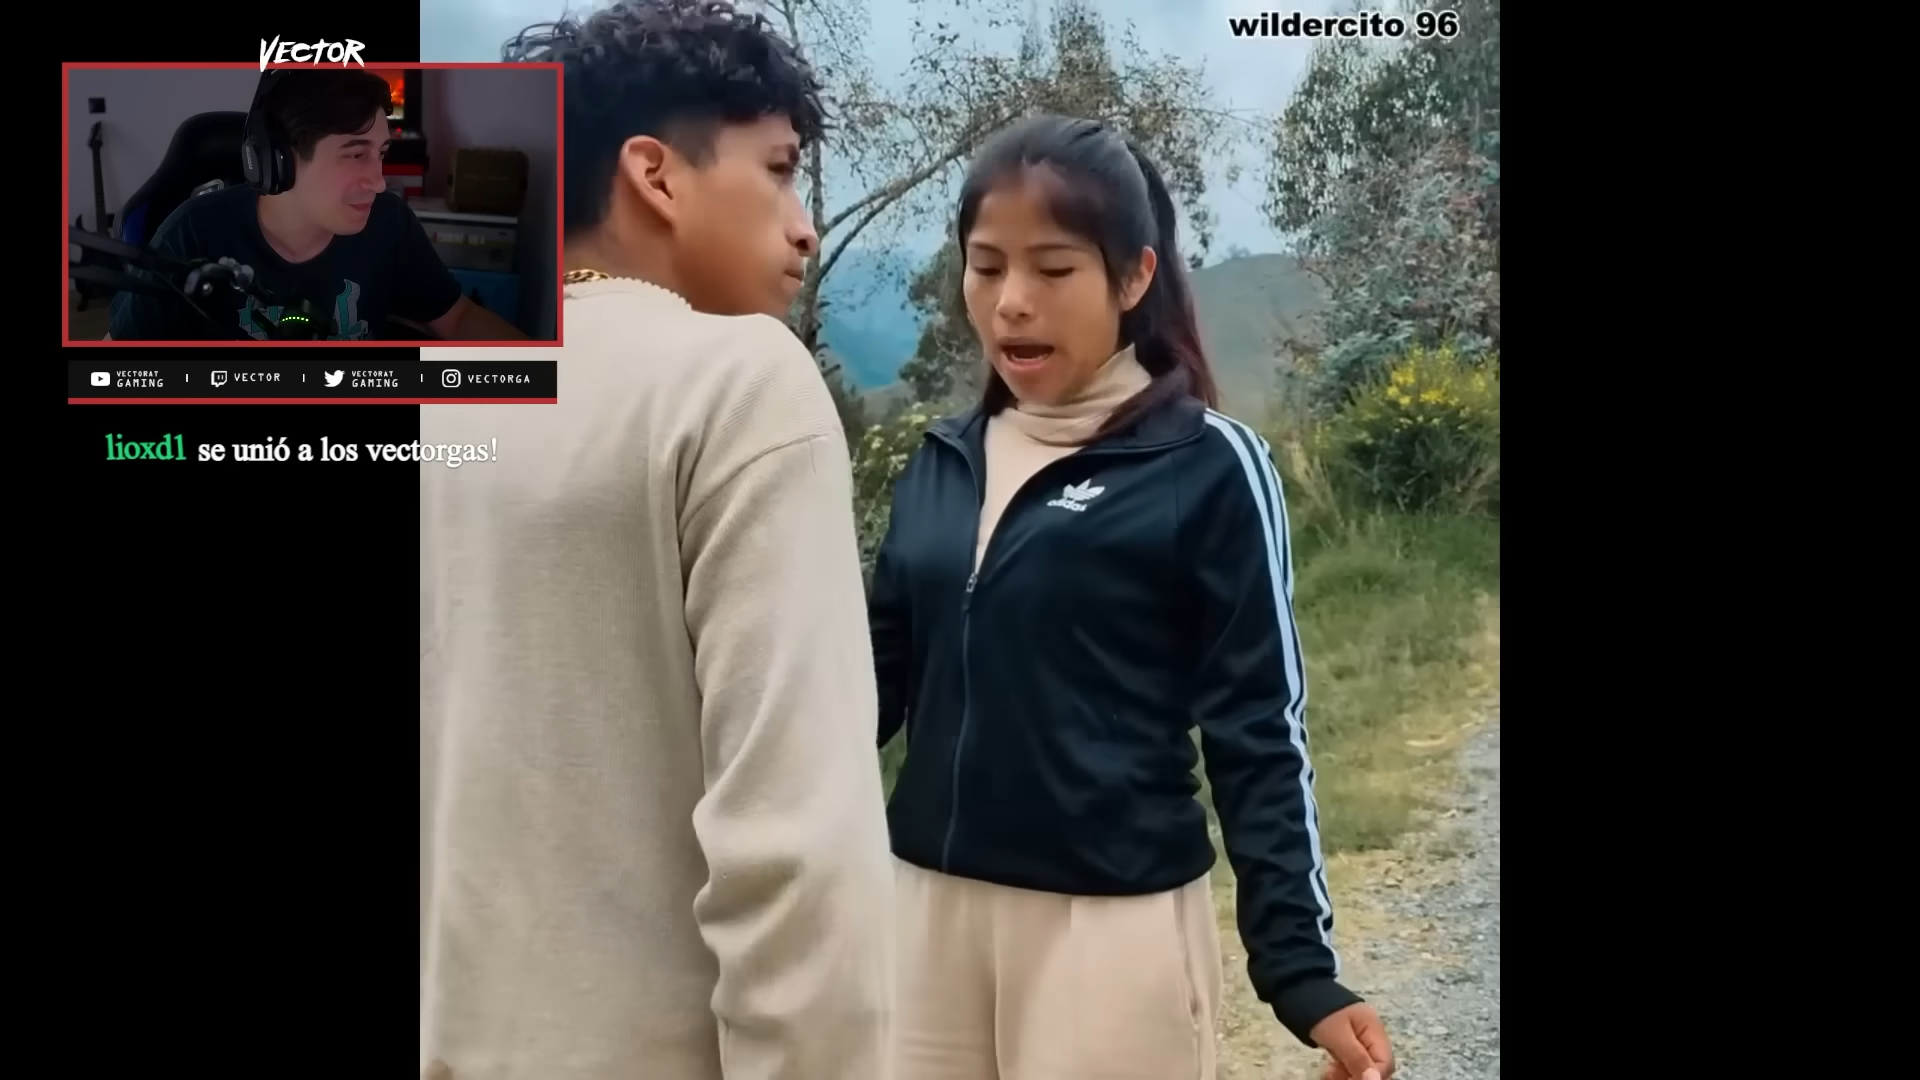 wildercito 96
VECTOR
VECTORAT GAMING
VECTOR
VECTORAT GAMING
VECTORGA
lioxd1 se unió a los vectorgas!
adidas